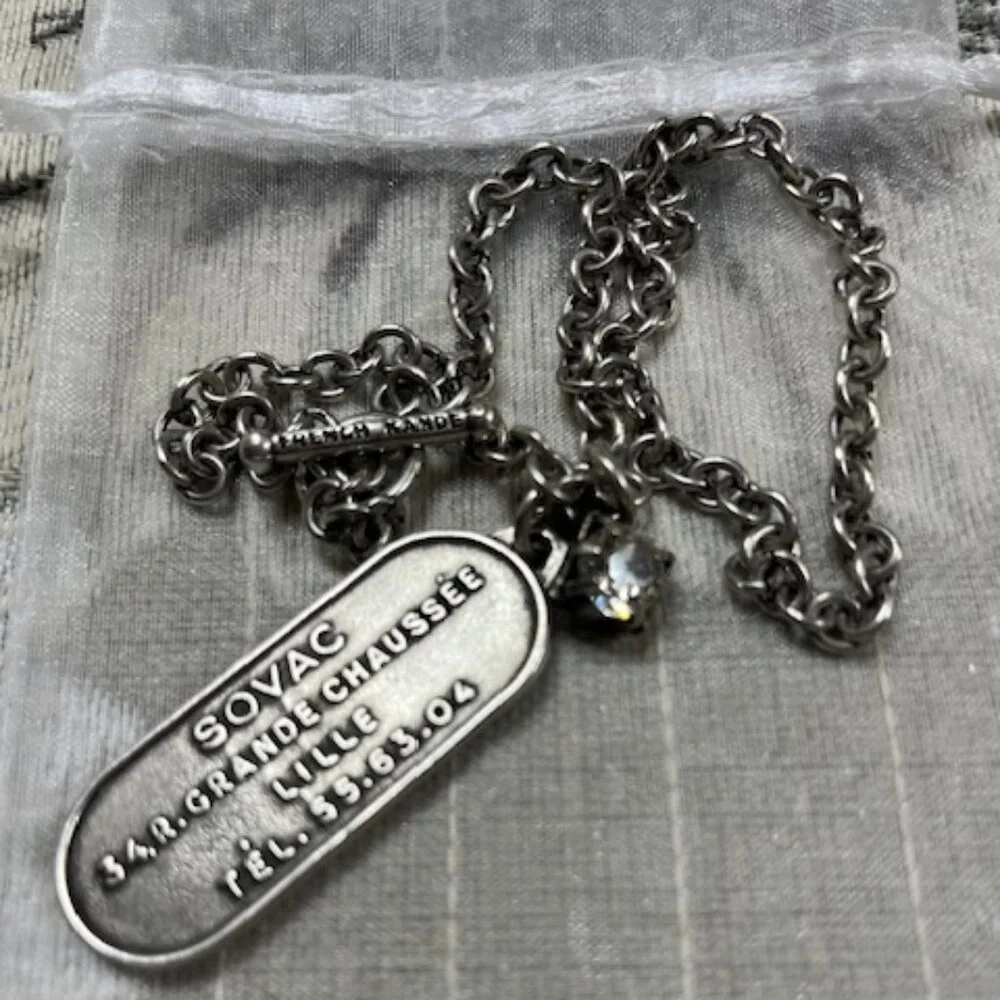 FRENCH KANDE
SOVAC
34,R.GRANDE CHAUSSÉE
LILLE
TÉL. 55.63.04